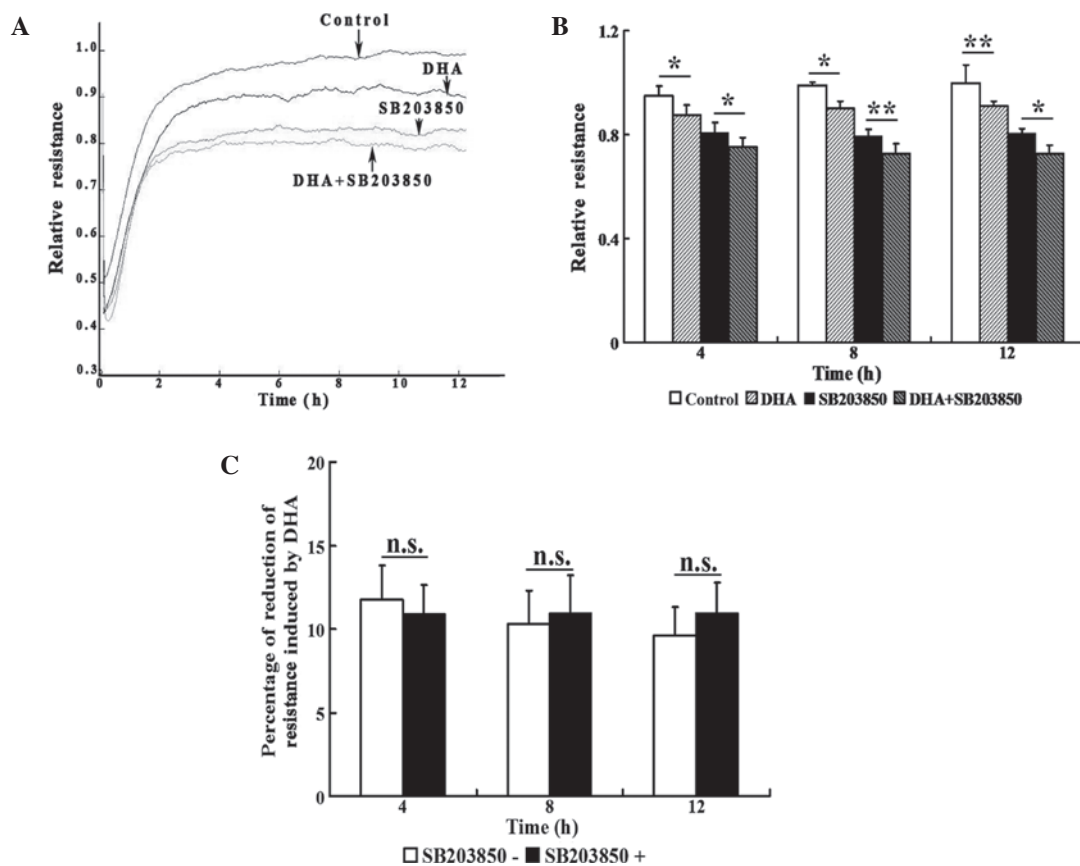 A
Control
DHA
SB203850
DHA+SB203850
1.0
0.9
0.8
0.7
0.6
0.5
0.4
0.3
Relative resistance
0 2 4 6 8 10 12
Time (h)
B
1.2
0.8
0.4
0
Relative resistance
* * * ** ** *
4 8 12
Time (h)
Control DHA SB203850 DHA+SB203850
C
20
15
10
5
0
Percentage of reduction of
resistance induced by DHA
n.s. n.s. n.s.
4 8 12
Time (h)
SB203850 - SB203850 +